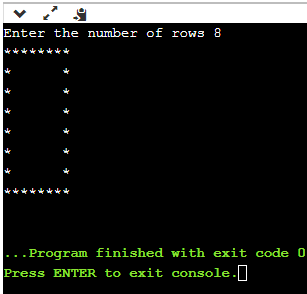 Enter the number of rows 8
********
*      *
*      *
*      *
*      *
*      *
*      *
********
...Program finished with exit code 0
Press ENTER to exit console.